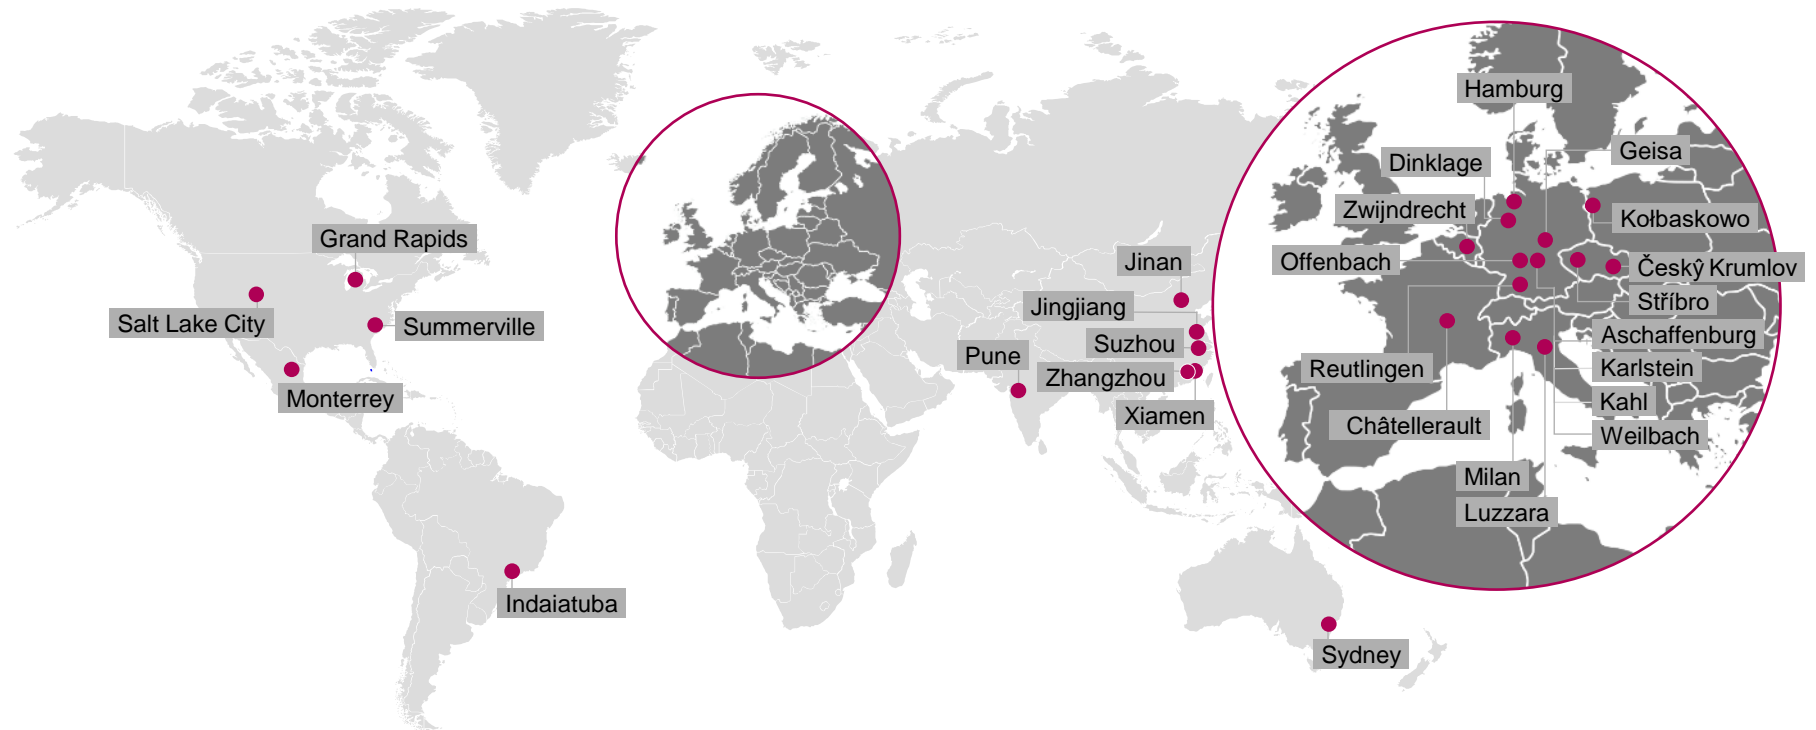 Grand Rapids
Salt Lake City
Summerville
Monterrey
Indaiatuba
Jinan
Jingjiang
Suzhou
Pune
Zhangzhou
Xiamen
Sydney
Hamburg
Dinklage
Geisa
Zwijndrecht
Kołbaskowo
Offenbach
Český Krumlov
Stříbro
Aschaffenburg
Reutlingen
Karlstein
Kahl
Châtellerault
Weilbach
Milan
Luzzara